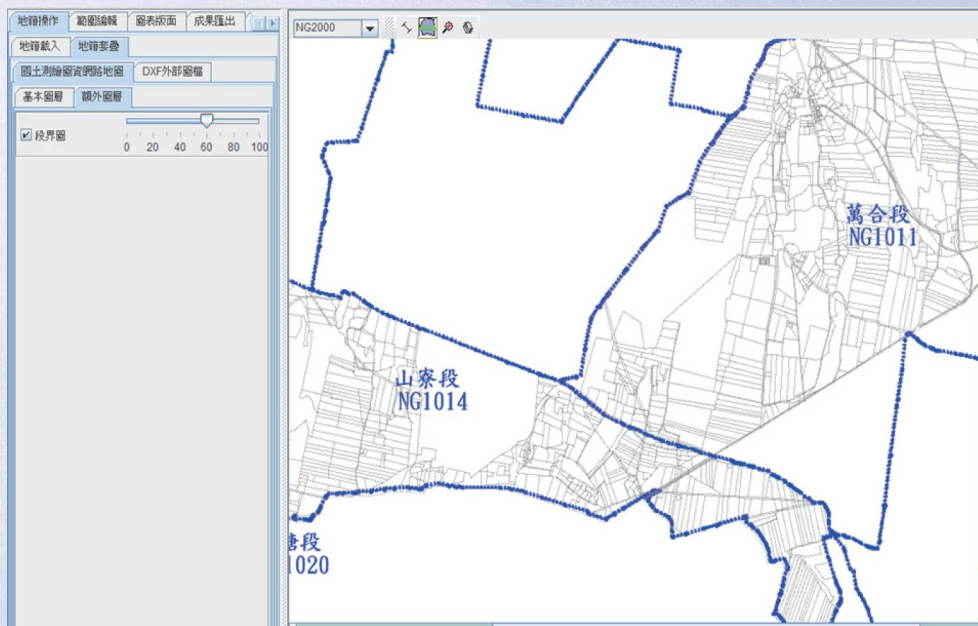 地籍操作 範圍編輯 圖表版面 成果匯出
地籍載入 地籍套疊
國土測繪圖資網路地圖 DXF外部圖檔
基本圖層 額外圖層
段界圖
0 20 40 60 80 100
NG2000
萬合段
NG1011
山寮段
NG1014
段
1020